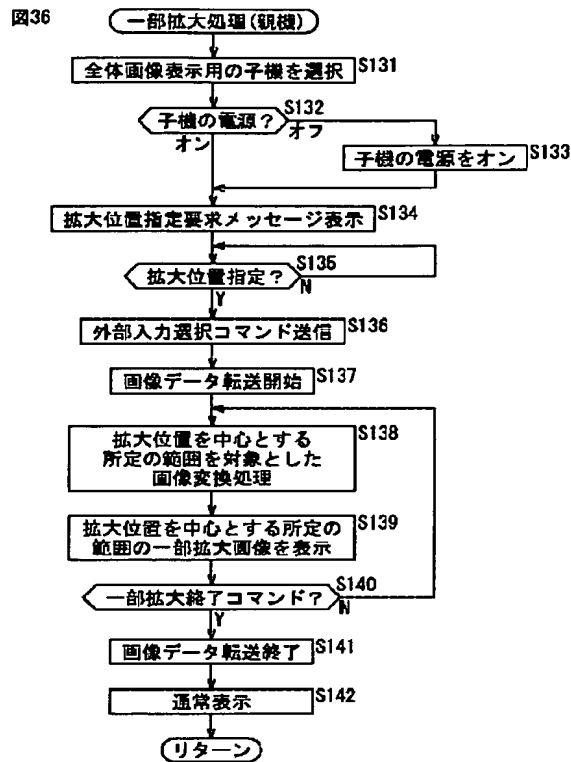 図36
一部拡大処理(親機)
全体画像表示用の子機を選択
S131
子機の電源?
S132
オフ
オン
子機の電源をオン
S133
拡大位置指定要求メッセージ表示
S134
拡大位置指定?
S135
N
Y
外部入力選択コマンド送信
S136
画像データ転送開始
S137
拡大位置を中心とする
所定の範囲を対象とした
画像変換処理
S138
拡大位置を中心とする所定の
範囲の一部拡大画像を表示
S139
一部拡大終了コマンド?
S140
N
Y
画像データ転送終了
S141
通常表示
S142
リターン